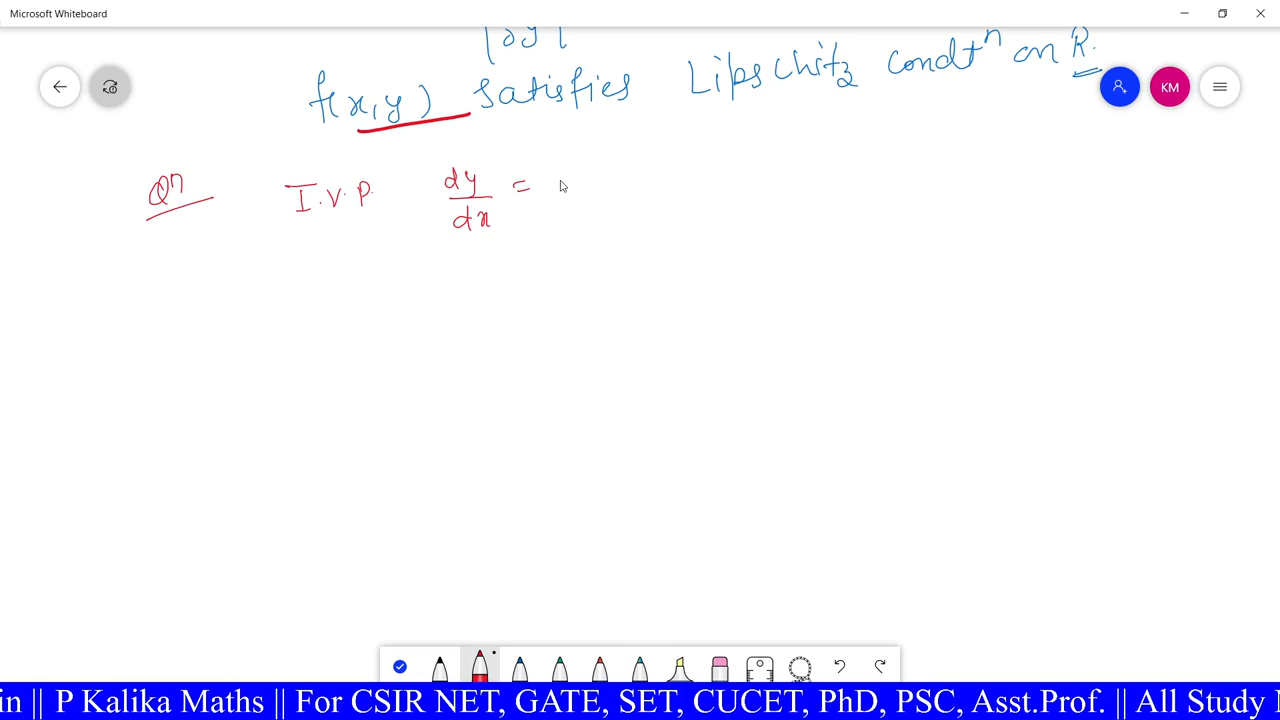 Microsoft Whiteboard
f(x,y) satisfies Lipschitz condtⁿ on R.
KM
Qⁿ I.V.P. dy/dx =
in || P Kalika Maths || For CSIR NET, GATE, SET, CUCET, PhD, PSC, Asst.Prof. || All Study